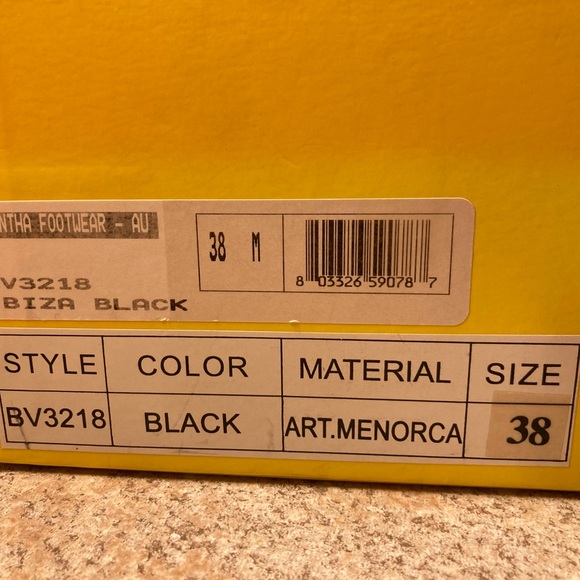 NTHA FOOTWEAR - AU
38 M
V3218
BIZA BLACK
8 03326 59078 7
STYLE COLOR MATERIAL SIZE
BV3218 BLACK ART.MENORCA 38